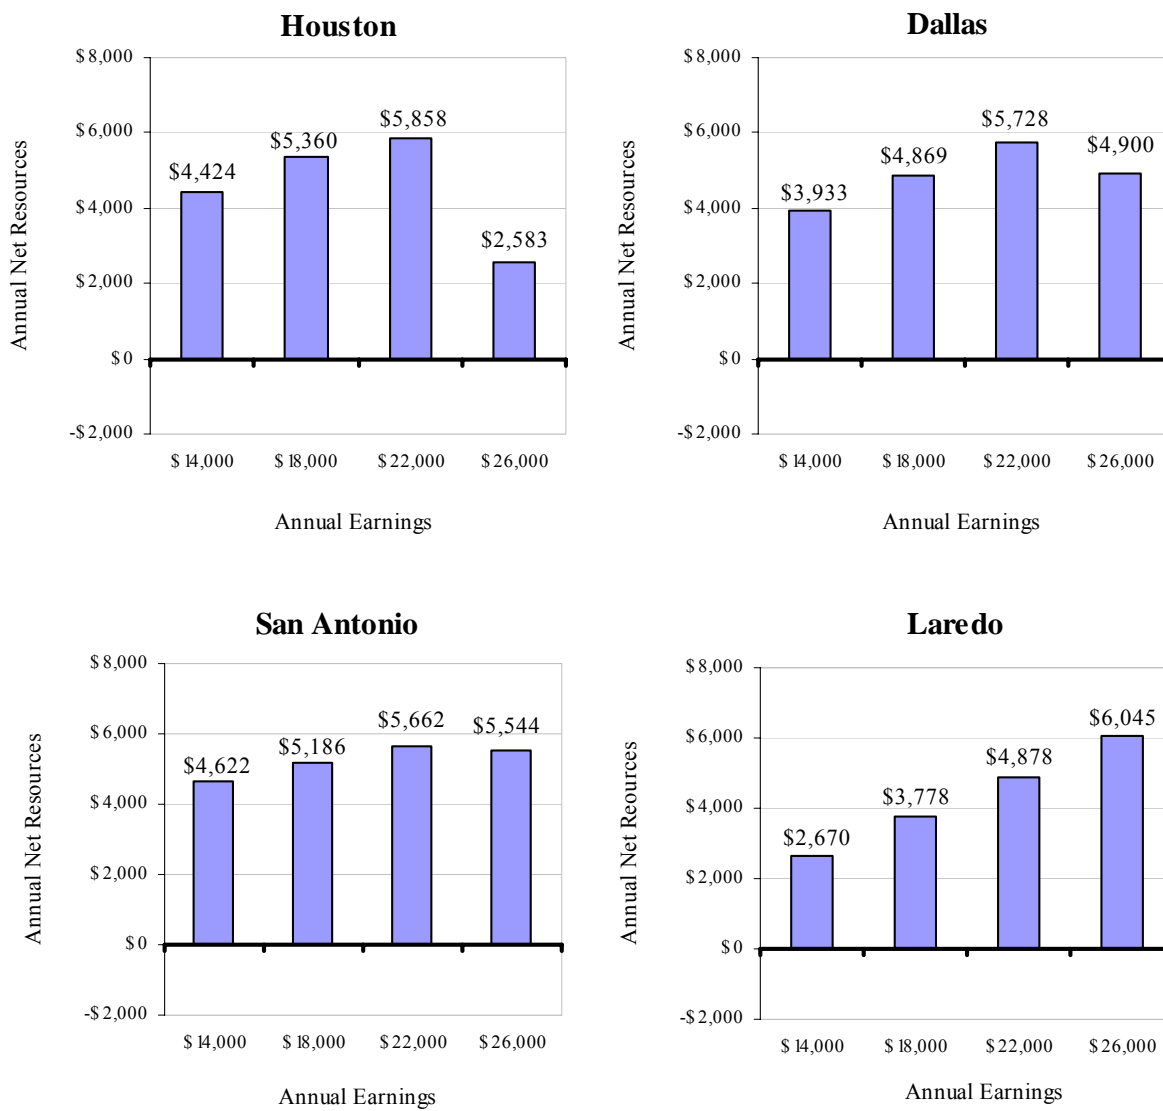 Houston
$8,000
$6,000
$4,000
$2,000
$0
-$2,000
Annual Net Resources
$4,424
$5,360
$5,858
$2,583
$14,000 $18,000 $22,000 $26,000
Annual Earnings
Dallas
$8,000
$6,000
$4,000
$2,000
$0
-$2,000
Annual Net Resources
$3,933
$4,869
$5,728
$4,900
$14,000 $18,000 $22,000 $26,000
Annual Earnings
San Antonio
$8,000
$6,000
$4,000
$2,000
$0
-$2,000
Annual Net Resources
$4,622
$5,186
$5,662
$5,544
$14,000 $18,000 $22,000 $26,000
Annual Earnings
Laredo
$8,000
$6,000
$4,000
$2,000
$0
-$2,000
Annual Net Reources
$2,670
$3,778
$4,878
$6,045
$14,000 $18,000 $22,000 $26,000
Annual Earnings